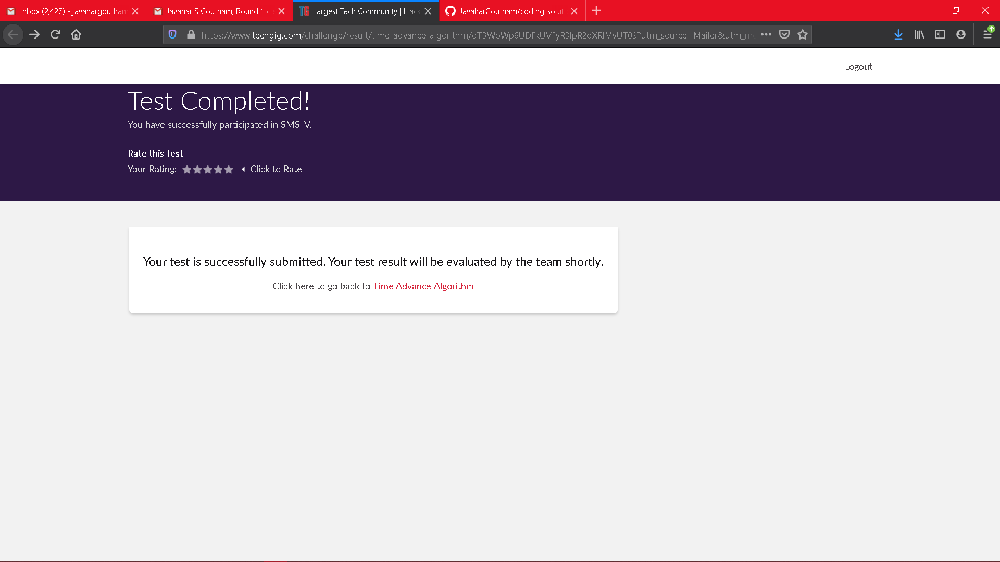 Inbox (2,427) - javahargoutham
Javahar S Goutham, Round 1 cl
TG Largest Tech Community | Hack
JavaharGoutham/coding_soluti
https://www.techgig.com/challenge/result/time-advance-algorithm/dTBWbWp6UDFkUVFyR3lpR2dXRlMvUT09?utm_source=Mailer&utm_me
Logout
Test Completed!
You have successfully participated in SMS_V.
Rate this Test
Your Rating: Click to Rate
Your test is successfully submitted. Your test result will be evaluated by the team shortly.
Click here to go back to Time Advance Algorithm